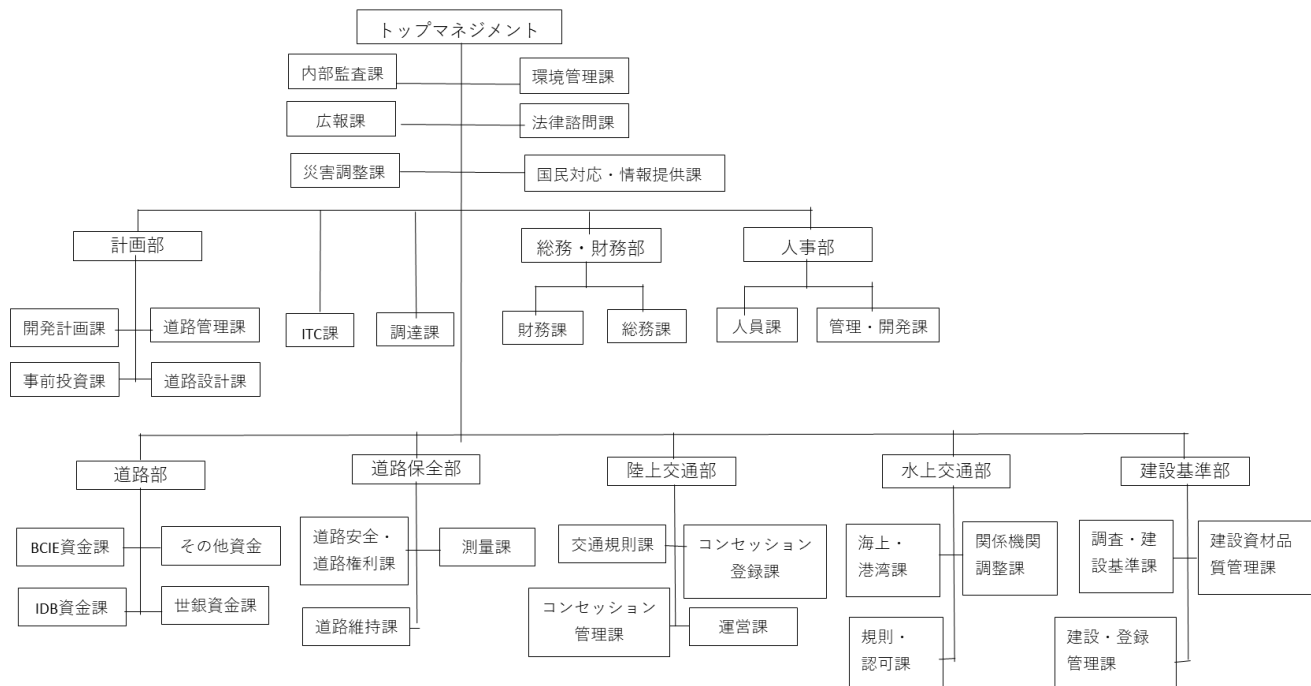 トップマネジメント
内部監査課
環境管理課
広報課
法律諮問課
災害調整課
国民対応・情報提供課
計画部
総務・財務部
人事部
開発計画課
道路管理課
ITC課
調達課
財務課
総務課
人員課
管理・開発課
事前投資課
道路設計課
道路部
道路保全部
陸上交通部
水上交通部
建設基準部
BCIE資金課
その他資金
道路安全・
道路権利課
測量課
交通規則課
コンセッション
登録課
海上・
港湾課
関係機関
調整課
調査・建
設基準課
建設資材品
質管理課
IDB資金課
世銀資金課
道路維持課
コンセッション
管理課
運営課
規則・
認可課
建設・登録
管理課